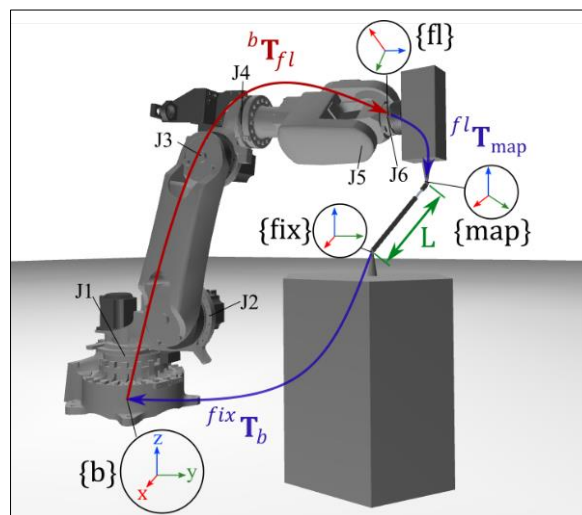 ᵇT_fl
{fl}
J4
J3
J5
J6
ᶠˡT_map
{fix}
{map}
L
J1
J2
ᶠⁱˣT_b
{b}
z
y
x